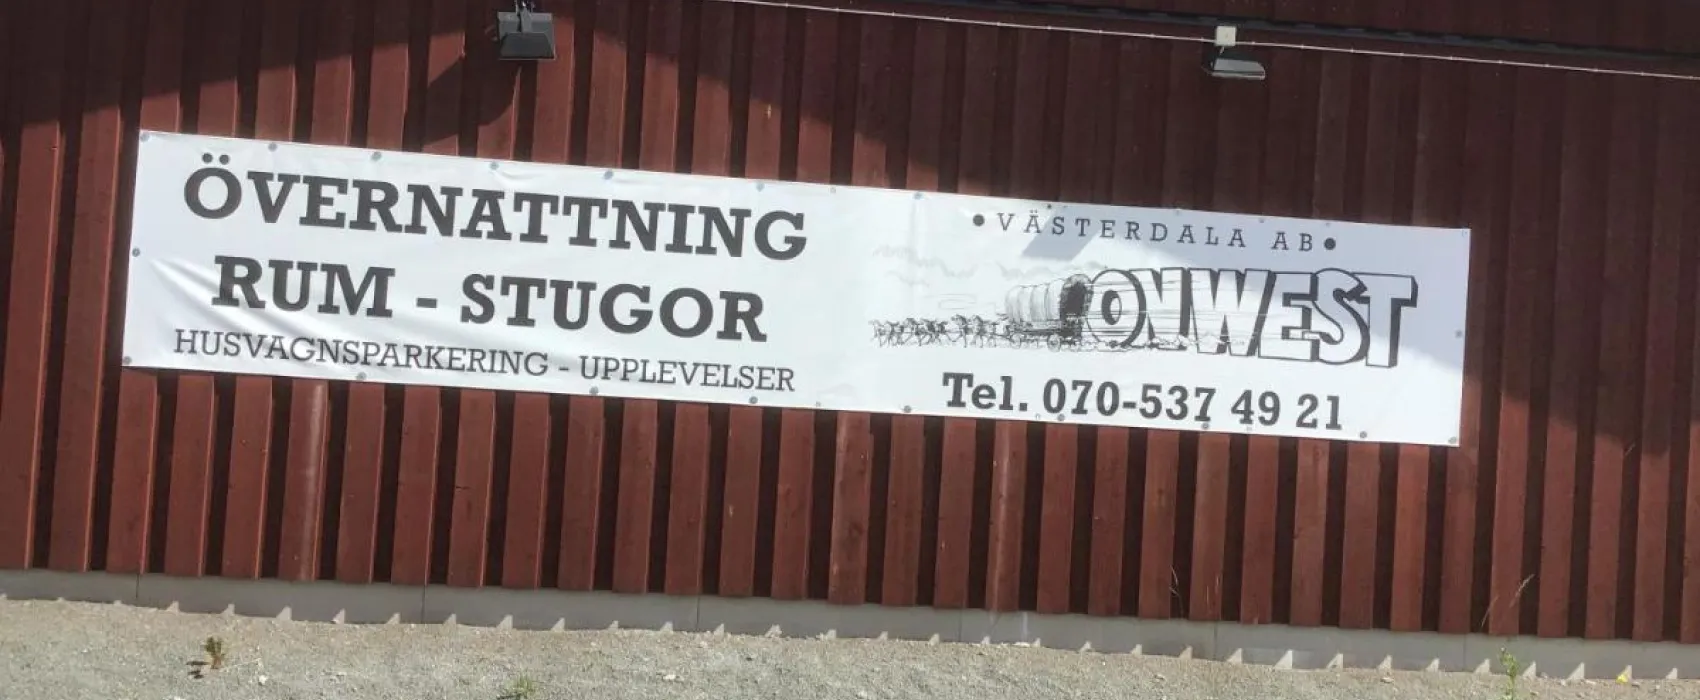 ÖVERNATTNING
RUM - STUGOR
HUSVAGNSPARKERING - UPPLEVELSER
•VÄSTERDALA AB•
ONWEST
Tel. 070-537 49 21